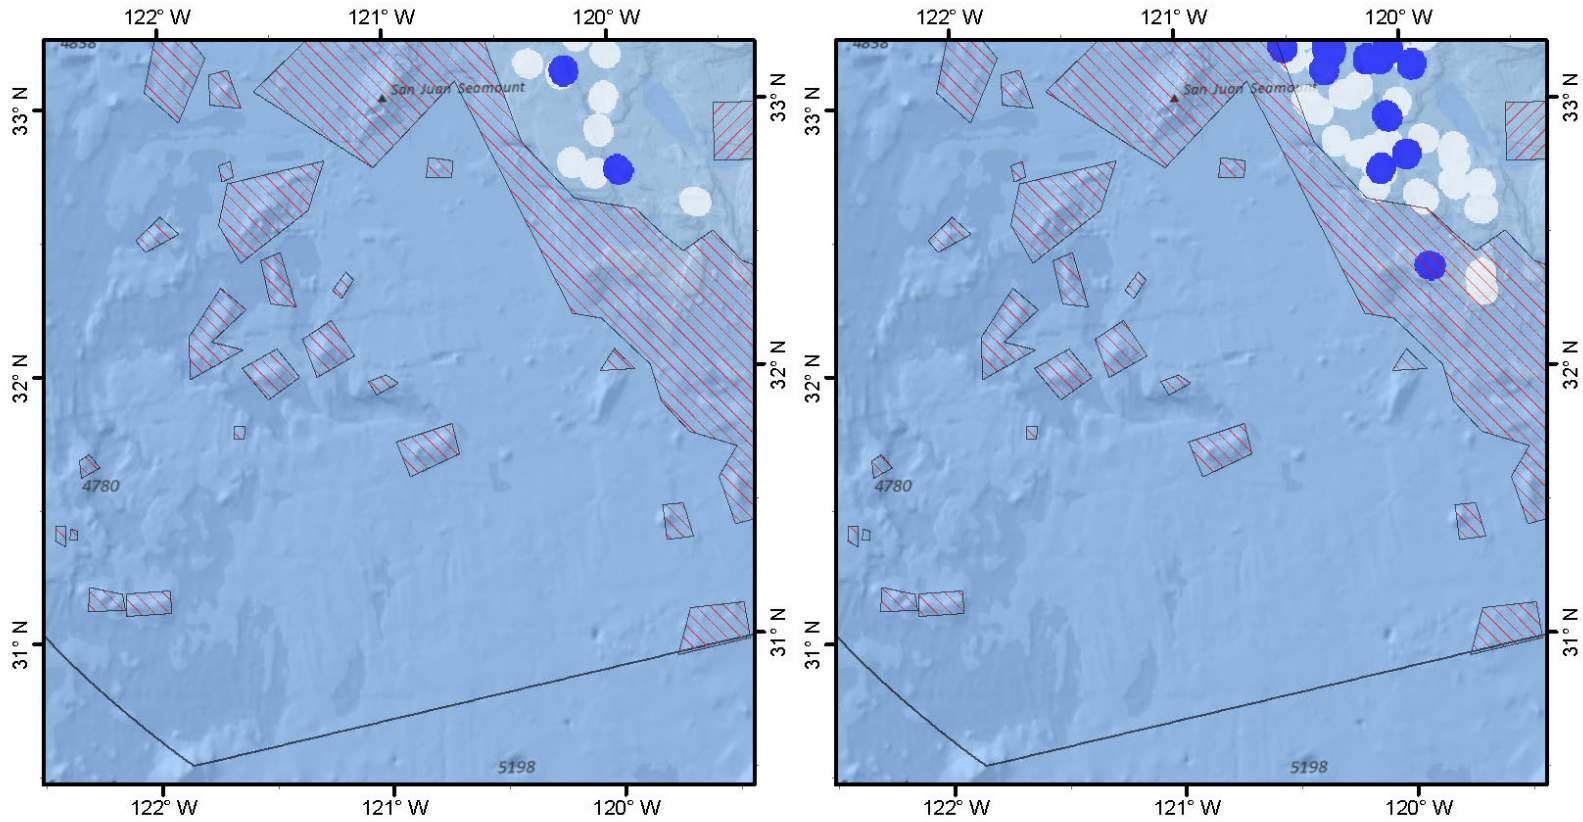 122° W 121° W 120° W 122° W 121° W 120° W
4838 4838
San Juan Seamount San Juan Seamount
33° N 33° N 33° N 33° N
32° N 32° N 32° N 32° N
4780 4780
31° N 31° N 31° N 31° N
5198 5198
122° W 121° W 120° W 122° W 121° W 120° W